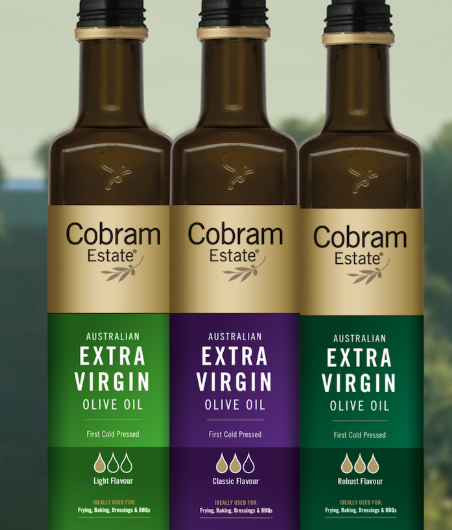 Cobram
Estate®
AUSTRALIAN
EXTRA
VIRGIN
OLIVE OIL
First Cold Pressed
Light Flavour
IDEALLY USED FOR:
Frying, Baking, Dressings & BBQs
Cobram
Estate®
AUSTRALIAN
EXTRA
VIRGIN
OLIVE OIL
First Cold Pressed
Classic Flavour
IDEALLY USED FOR:
Frying, Baking, Dressings & BBQs
Cobram
Estate®
AUSTRALIAN
EXTRA
VIRGIN
OLIVE OIL
First Cold Pressed
Robust Flavour
IDEALLY USED FOR:
Frying, Baking, Dressings & BBQs